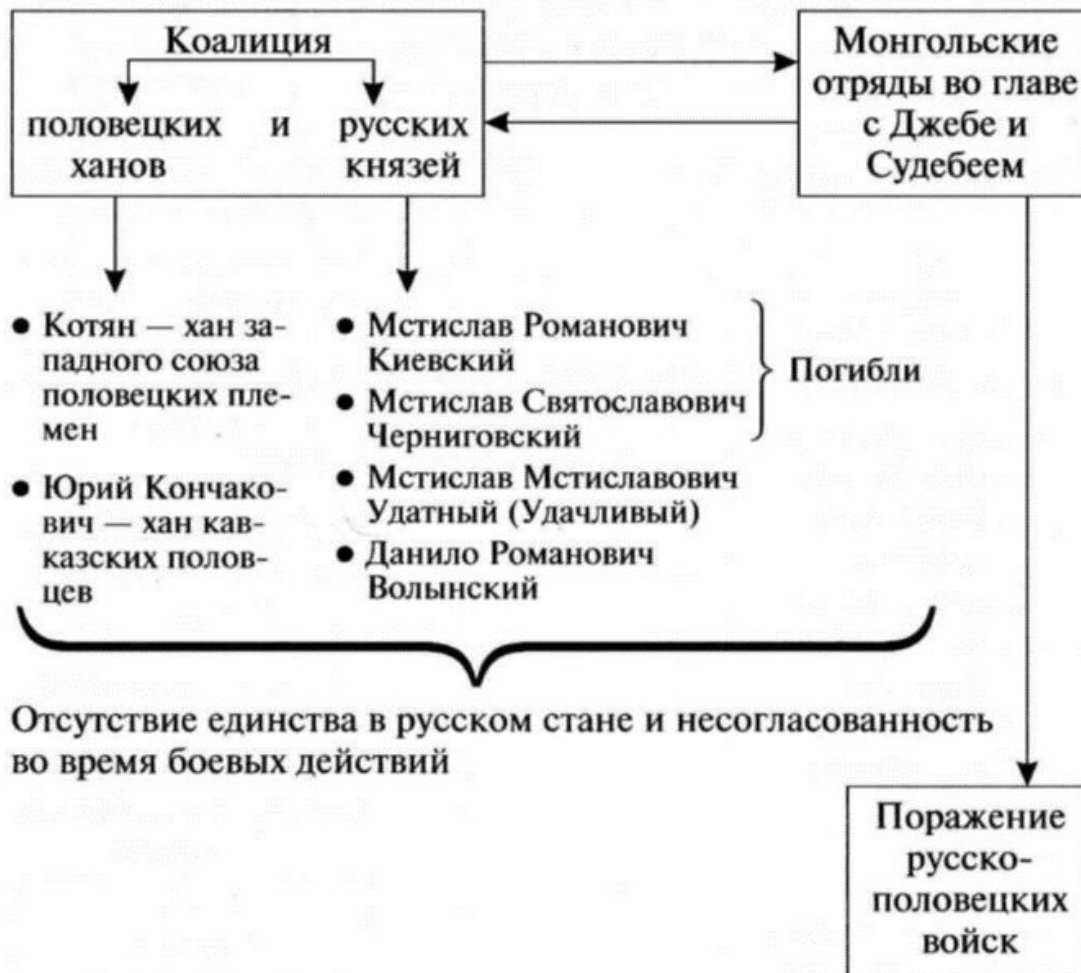 Коалиция
половецких и русских
ханов князей
Монгольские
отряды во главе
с Джебе и
Судебеем
● Котян — хан за-
падного союза
половецких пле-
мен
● Юрий Кончако-
вич — хан кав-
казских полов-
цев
● Мстислав Романович
Киевский
● Мстислав Святославович
Черниговский
● Мстислав Мстиславович
Удатный (Удачливый)
● Данило Романович
Волынский
Погибли
Отсутствие единства в русском стане и несогласованность
во время боевых действий
Поражение
русско-
половецких
войск